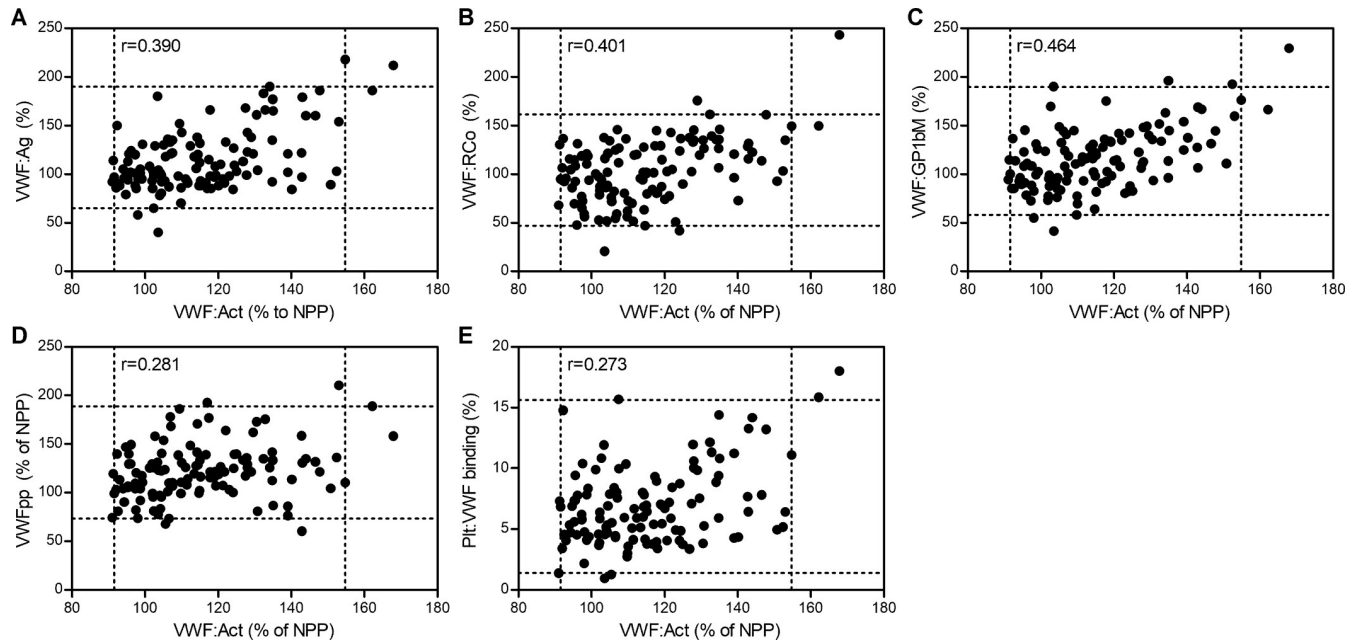 A
r=0.390
250
200
150
100
50
0
VWF:Ag (%)
80 100 120 140 160 180
VWF:Act (% to NPP)
B
r=0.401
250
200
150
100
50
0
VWF:RCo (%)
80 100 120 140 160 180
VWF:Act (% of NPP)
C
r=0.464
250
200
150
100
50
0
VWF:GP1bM (%)
80 100 120 140 160 180
VWF:Act (% of NPP)
D
r=0.281
250
200
150
100
50
0
VWFpp (% of NPP)
80 100 120 140 160 180
VWF:Act (% of NPP)
E
r=0.273
20
15
10
5
0
Plt:VWF binding (%)
80 100 120 140 160 180
VWF:Act (% of NPP)